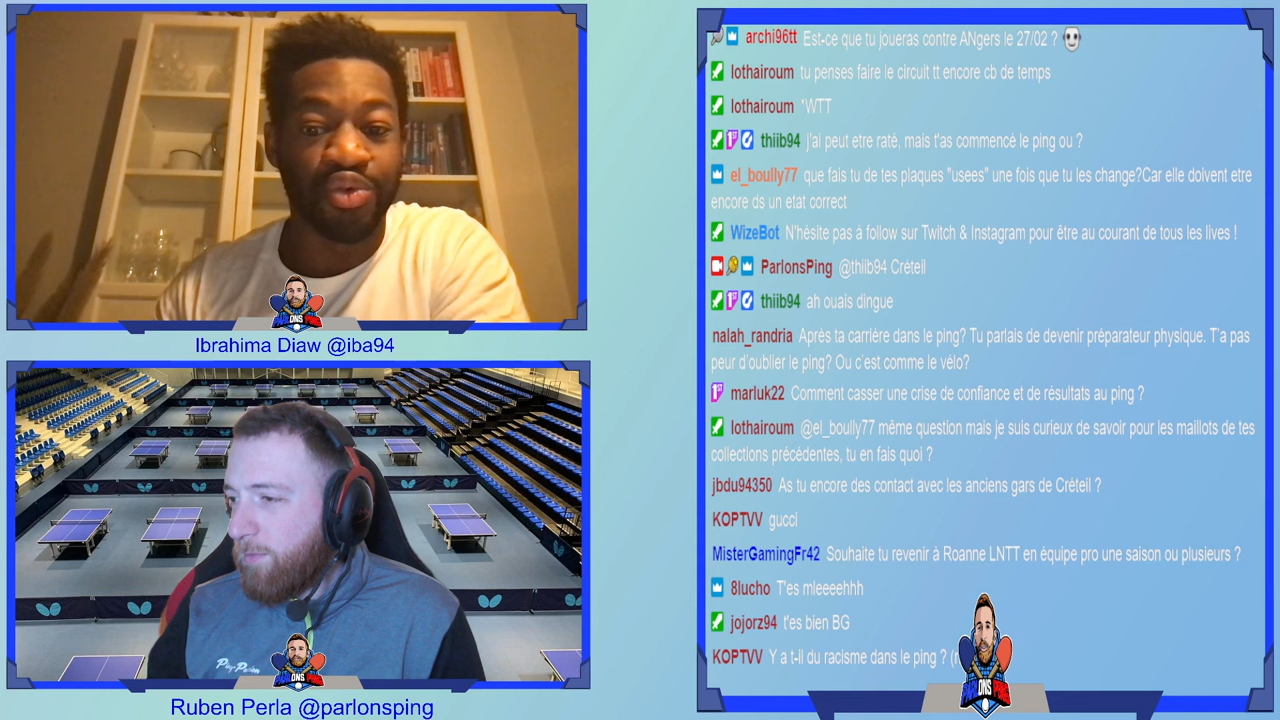 Ibrahima Diaw @iba94
Ping-Passion
Ruben Perla @parlonsping
archi96tt Est-ce que tu joueras contre ANgers le 27/02 ?
lothairoum tu penses faire le circuit tt encore cb de temps
lothairoum *WTT
thiib94 j'ai peut etre raté, mais t'as commencé le ping ou ?
el_boully77 que fais tu de tes plaques "usees" une fois que tu les change?Car elle doivent etre
encore ds un etat correct
WizeBot N'hésite pas à follow sur Twitch & Instagram pour être au courant de tous les lives !
ParlonsPing @thiib94 Créteil
thiib94 ah ouais dingue
nalah_randria Après ta carrière dans le ping? Tu parlais de devenir préparateur physique. T'a pas
peur d'oublier le ping? Ou c'est comme le vélo?
marluk22 Comment casser une crise de confiance et de résultats au ping ?
lothairoum @el_boully77 même question mais je suis curieux de savoir pour les maillots de tes
collections précédentes, tu en fais quoi ?
jbdu94350 As tu encore des contact avec les anciens gars de Créteil ?
KOPTVV gucci
MisterGamingFr42 Souhaite tu revenir à Roanne LNTT en équipe pro une saison ou plusieurs ?
8lucho T'es mleeeehhh
jojorz94 t'es bien BG
KOPTVV Y a t-il du racisme dans le ping ?
PARLONS PING